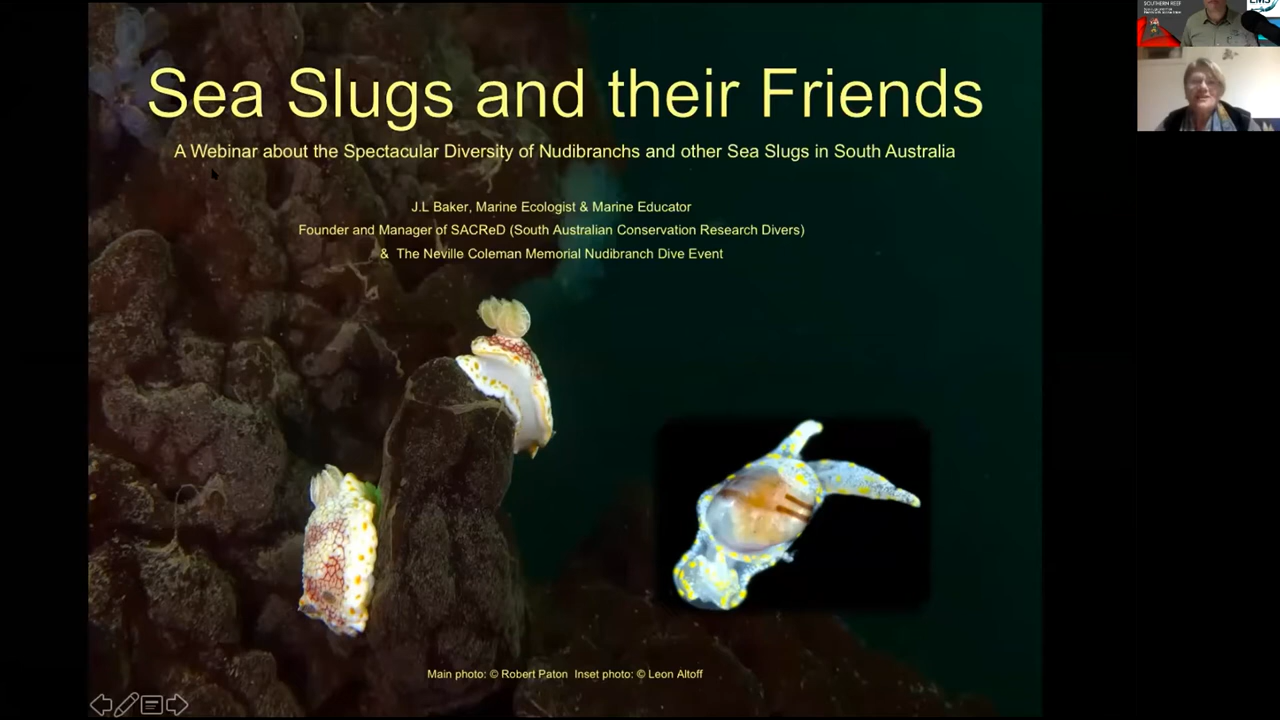 Sea Slugs and their Friends
A Webinar about the Spectacular Diversity of Nudibranchs and other Sea Slugs in South Australia
J.L Baker, Marine Ecologist & Marine Educator
Founder and Manager of SACReD (South Australian Conservation Research Divers)
& The Neville Coleman Memorial Nudibranch Dive Event
Main photo: © Robert Paton Inset photo: © Leon Altoff
SOUTHERN REEF